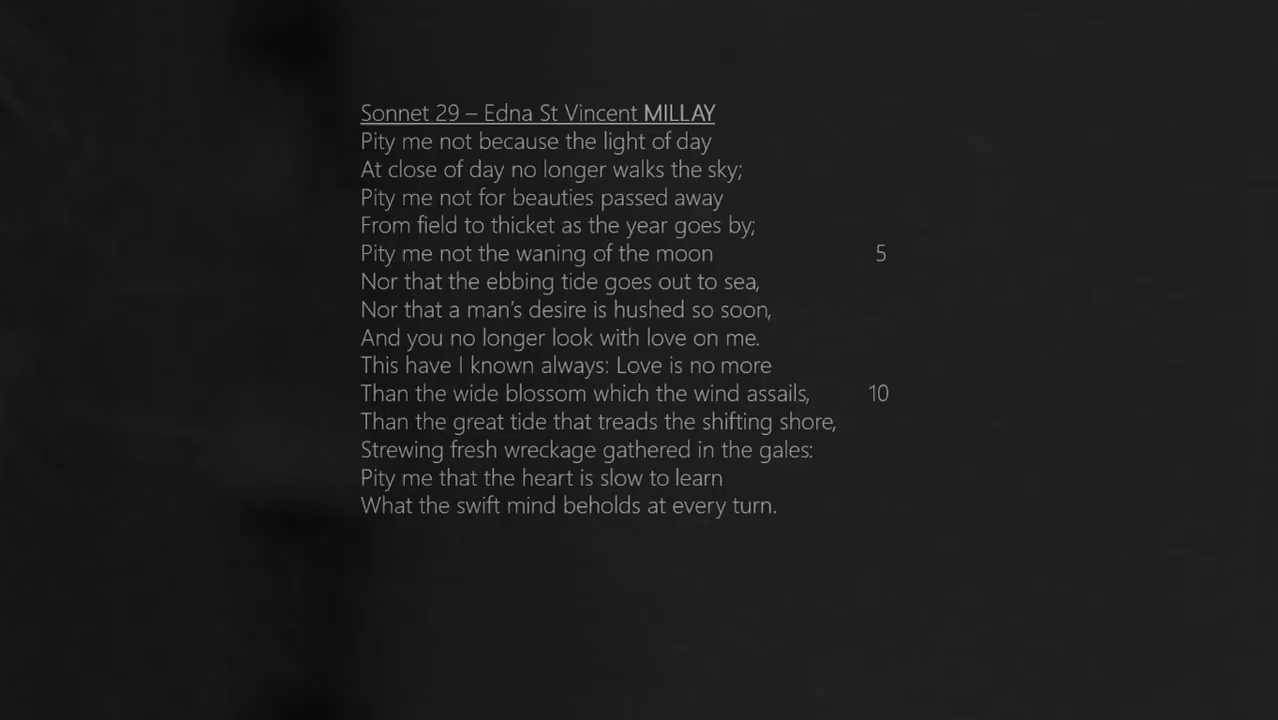 Sonnet 29 – Edna St Vincent MILLAY
Pity me not because the light of day
At close of day no longer walks the sky;
Pity me not for beauties passed away
From field to thicket as the year goes by;
Pity me not the waning of the moon 5
Nor that the ebbing tide goes out to sea,
Nor that a man’s desire is hushed so soon,
And you no longer look with love on me.
This have I known always: Love is no more
Than the wide blossom which the wind assails, 10
Than the great tide that treads the shifting shore,
Strewing fresh wreckage gathered in the gales:
Pity me that the heart is slow to learn
What the swift mind beholds at every turn.